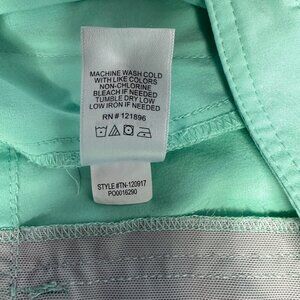 MACHINE WASH COLD
WITH LIKE COLORS
NON-CHLORINE
BLEACH IF NEEDED
TUMBLE DRY LOW
LOW IRON IF NEEDED
RN # 121896
STYLE #TN-120917
PO0016290